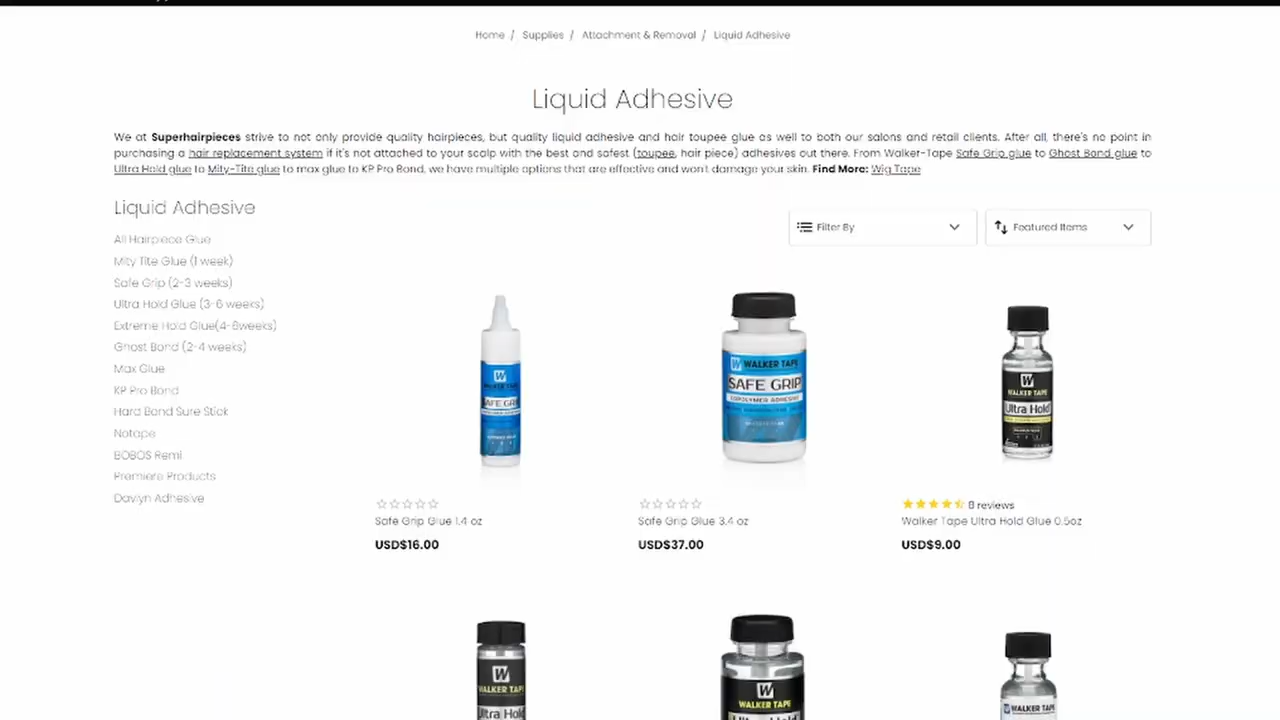 Home / Supplies / Attachment & Removal / Liquid Adhesive
Liquid Adhesive
We at Superhairpieces strive to not only provide quality hairpieces, but quality liquid adhesive and hair toupee glue as well to both our salons and retail clients. After all, there's no point in
purchasing a hair replacement system if it's not attached to your scalp with the best and safest (toupee, hair piece) adhesives out there. From Walker-Tape Safe Grip glue to Ghost Bond glue to
Ultra Hold glue to Mity-Tite glue to max glue to KP Pro Bond, we have multiple options that are effective and won't damage your skin. Find More: Wig Tape
Liquid Adhesive
All Hairpiece Glue
Mity Tite Glue (1 week)
Safe Grip (2-3 weeks)
Ultra Hold Glue (3-6 weeks)
Extreme Hold Glue(4-6weeks)
Ghost Bond (2-4 weeks)
Max Glue
KP Pro Bond
Hard Bond Sure Stick
Notape
BOBOS Remi
Premiere Products
Davlyn Adhesive
Filter By
Featured Items
W
WALKER TAPE
SAFE GRIP
W WALKER TAPE
SAFE GRIP
COPOLYMER ADHESIVE
W
WALKER TAPE
Ultra Hold
Safe Grip Glue 1.4 oz
USD$16.00
Safe Grip Glue 3.4 oz
USD$37.00
8 reviews
Walker Tape Ultra Hold Glue 0.5oz
USD$9.00
W
WALKER TAPE
Ultra Hold
W
WALKER TAPE
Ultra Hold
W WALKER TAPE